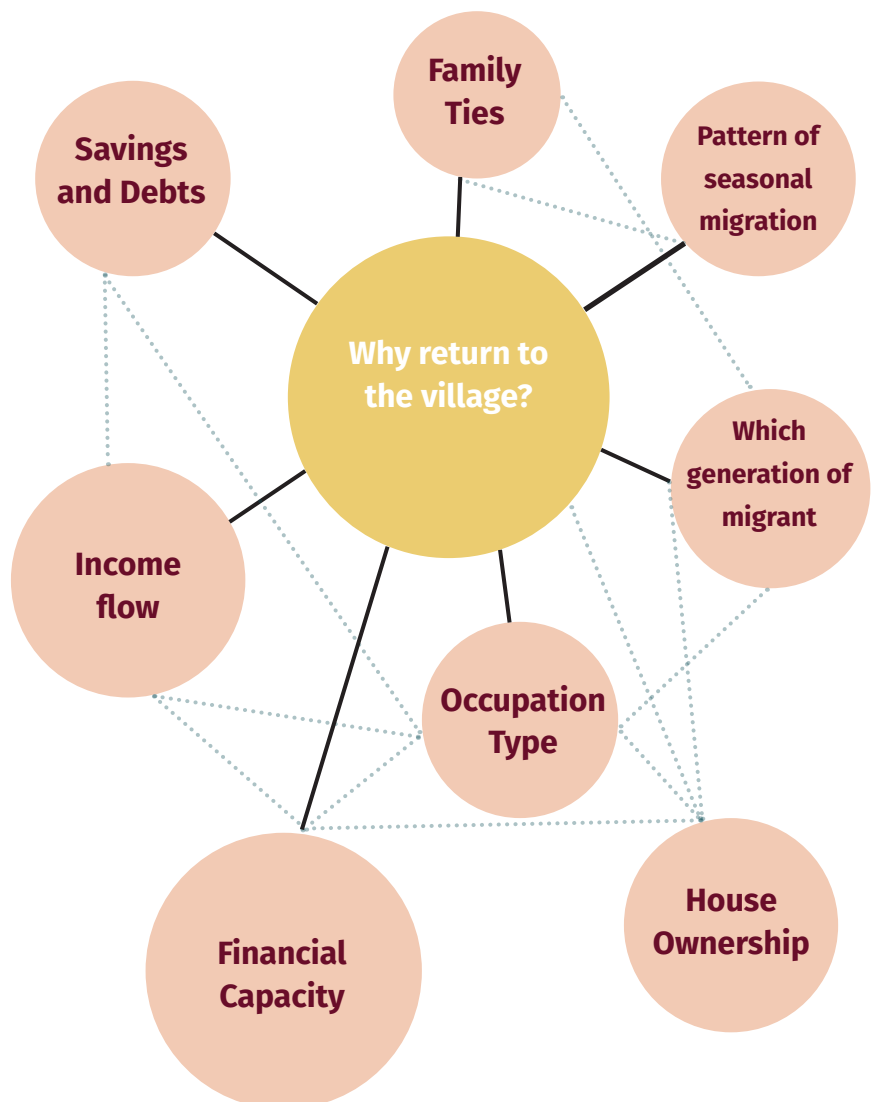 Family
Ties
Savings
and Debts
Pattern of
seasonal
migration
Why return to
the village?
Which
generation of
migrant
Income
flow
Occupation
Type
House
Ownership
Financial
Capacity